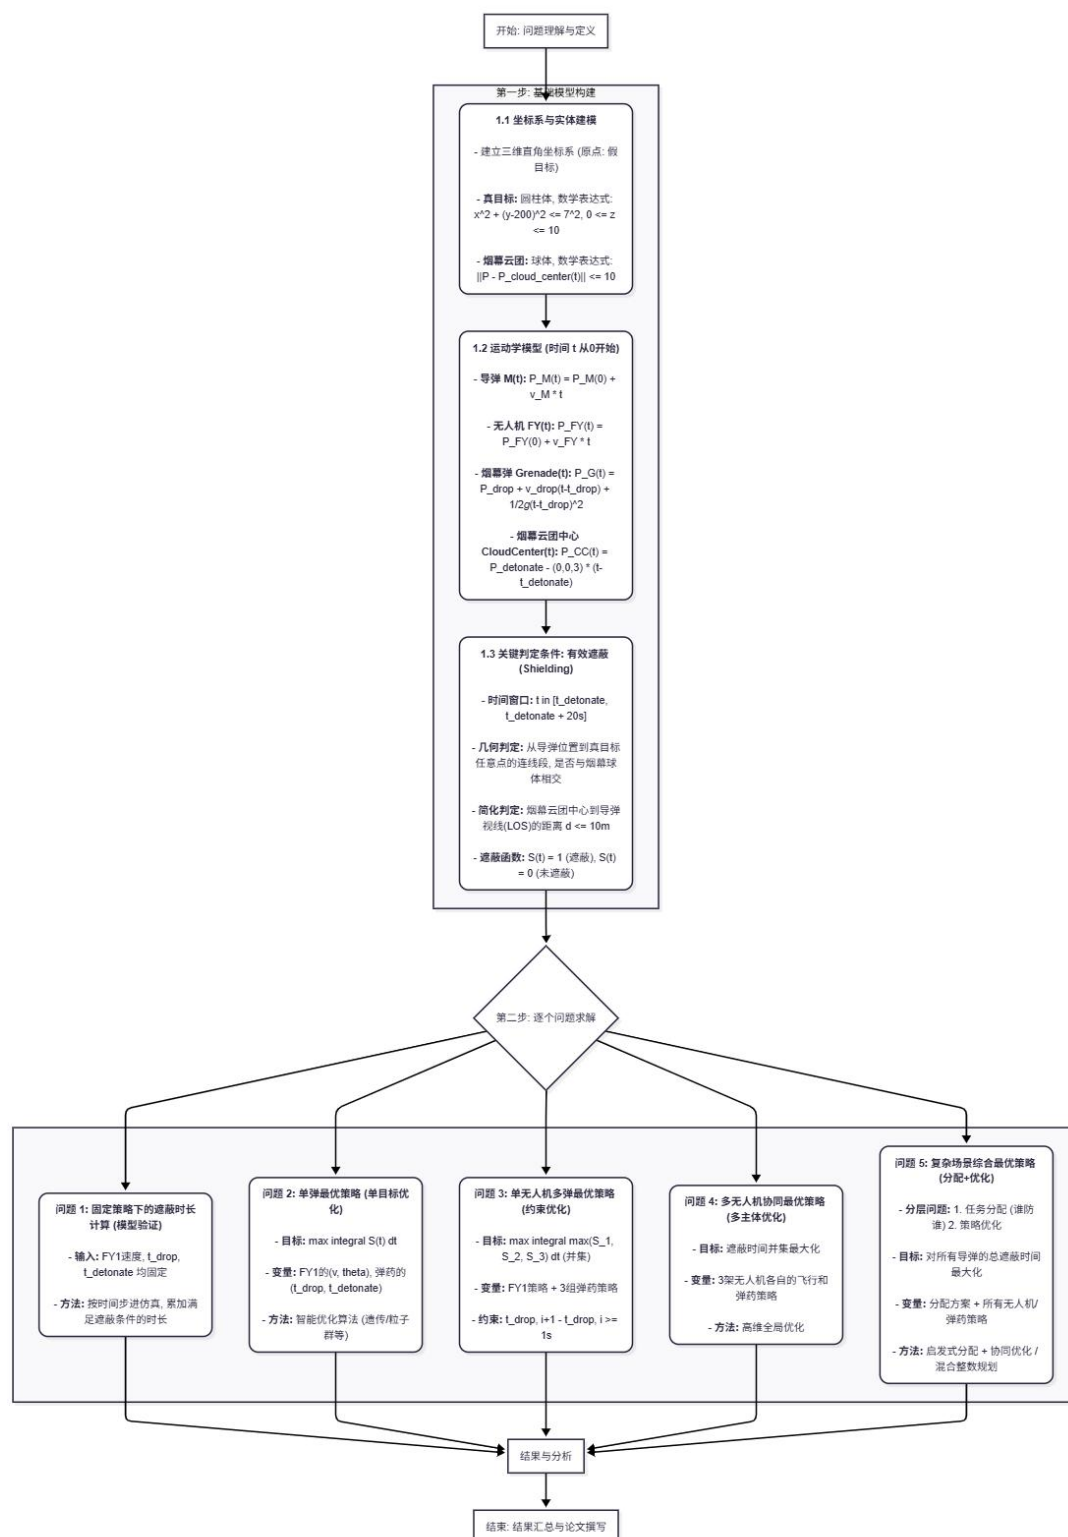 开始: 问题理解与定义
第一步: 基础模型构建
1.1 坐标系与实体建模
- 建立三维直角坐标系 (原点: 假
目标)
- 真目标: 圆柱体, 数学表达式:
x^2 + (y-200)^2 <= 7^2, 0 <= z
<= 10
- 烟幕云团: 球体, 数学表达式:
||P - P_cloud_center(t)|| <= 10
1.2 运动学模型 (时间 t 从0开始)
- 导弹 M(t): P_M(t) = P_M(0) +
v_M * t
- 无人机 FY(t): P_FY(t) =
P_FY(0) + v_FY * t
- 烟幕弹 Grenade(t): P_G(t) =
P_drop + v_drop(t-t_drop) +
1/2g(t-t_drop)^2
- 烟幕云团中心
CloudCenter(t): P_CC(t) =
P_detonate - (0,0,3) * (t-
t_detonate)
1.3 关键判定条件: 有效遮蔽
(Shielding)
- 时间窗口: t in [t_detonate,
t_detonate + 20s]
- 几何判定: 从导弹位置到真目标
任意点的连线段, 是否与烟幕球
体相交
- 简化判定: 烟幕云团中心到导弹
视线(LOS)的距离 d <= 10m
- 遮蔽函数: S(t) = 1 (遮蔽), S(t)
= 0 (未遮蔽)
第二步: 逐个问题求解
问题 1: 固定策略下的遮蔽时长
计算 (模型验证)
- 输入: FY1速度, t_drop,
t_detonate 均固定
- 方法: 按时间步进仿真, 累加满
足遮蔽条件的时长
问题 2: 单弹最优策略 (单目标优
化)
- 目标: max integral S(t) dt
- 变量: FY1的(v, theta), 弹药的
(t_drop, t_detonate)
- 方法: 智能优化算法 (遗传/粒子
群等)
问题 3: 单无人机多弹最优策略
(约束优化)
- 目标: max integral max(S_1,
S_2, S_3) dt (并集)
- 变量: FY1策略 + 3组弹药策略
- 约束: t_drop, i+1 - t_drop, i >=
1s
问题 4: 多无人机协同最优策略
(多主体优化)
- 目标: 遮蔽时间并集最大化
- 变量: 3架无人机各自的飞行和
弹药策略
- 方法: 高维全局优化
问题 5: 复杂场景综合最优策略
(分配+优化)
- 分层问题: 1. 任务分配 (谁防
谁) 2. 策略优化
- 目标: 对所有导弹的总遮蔽时间
最大化
- 变量: 分配方案 + 所有无人机/
弹药策略
- 方法: 启发式分配 + 协同优化 /
混合整数规划
结果与分析
结束: 结果汇总与论文撰写